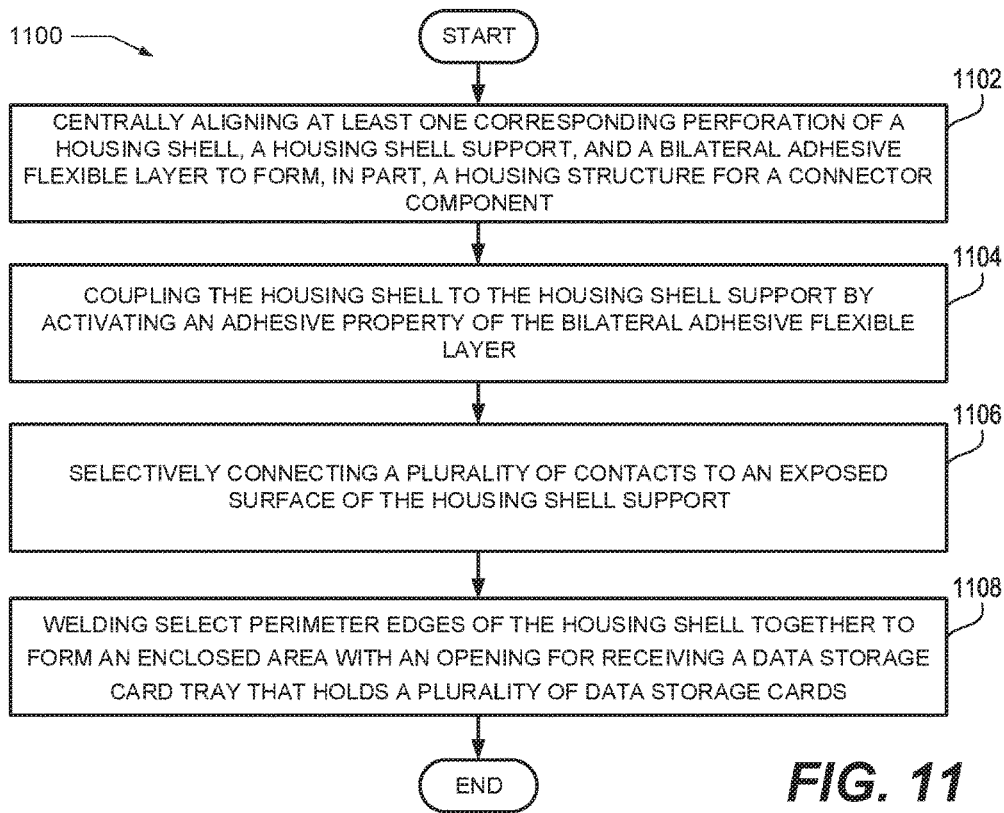 1100
START
1102
CENTRALLY ALIGNING AT LEAST ONE CORRESPONDING PERFORATION OF A
HOUSING SHELL, A HOUSING SHELL SUPPORT, AND A BILATERAL ADHESIVE
FLEXIBLE LAYER TO FORM, IN PART, A HOUSING STRUCTURE FOR A CONNECTOR
COMPONENT
1104
COUPLING THE HOUSING SHELL TO THE HOUSING SHELL SUPPORT BY
ACTIVATING AN ADHESIVE PROPERTY OF THE BILATERAL ADHESIVE FLEXIBLE
LAYER
1106
SELECTIVELY CONNECTING A PLURALITY OF CONTACTS TO AN EXPOSED
SURFACE OF THE HOUSING SHELL SUPPORT
1108
WELDING SELECT PERIMETER EDGES OF THE HOUSING SHELL TOGETHER TO
FORM AN ENCLOSED AREA WITH AN OPENING FOR RECEIVING A DATA STORAGE
CARD TRAY THAT HOLDS A PLURALITY OF DATA STORAGE CARDS
END
FIG. 11